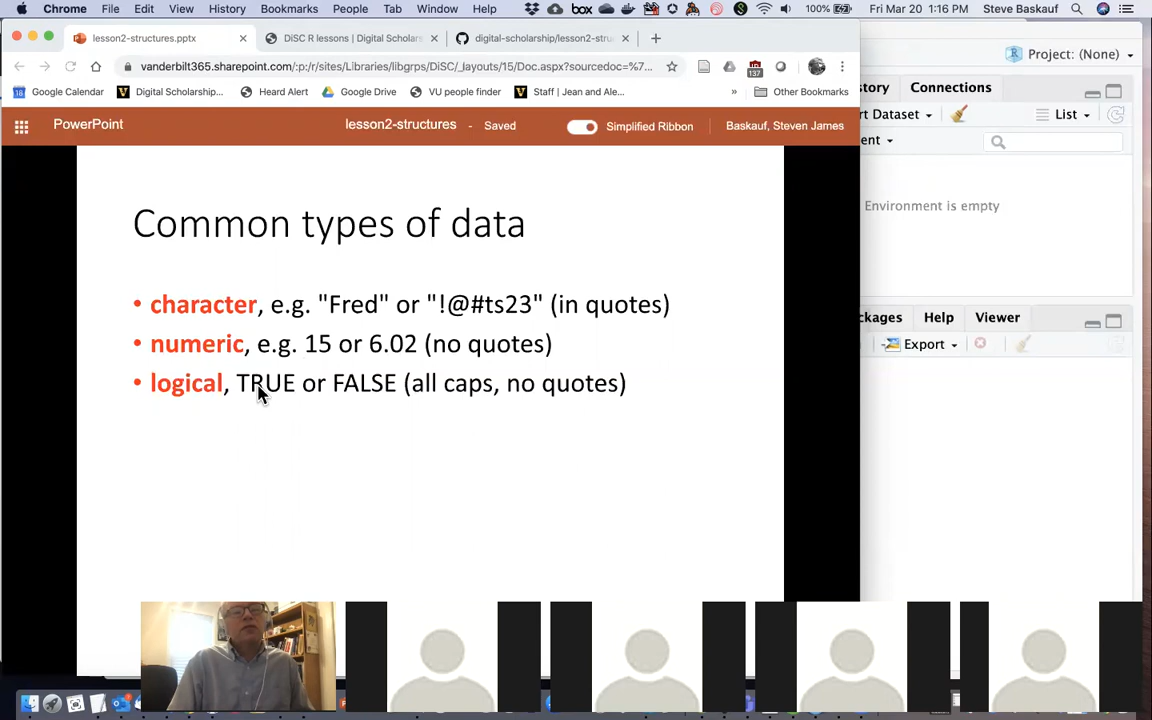 Chrome File Edit View History Bookmarks People Tab Window Help box 100% Fri Mar 20 1:16 PM Steve Baskauf
lesson2-structures.pptx DiSC R lessons | Digital Scholars digital-scholarship/lesson2-stru
vanderbilt365.sharepoint.com/:p:/r/sites/Libraries/libgrps/DiSC/_layouts/15/Doc.aspx?sourcedoc=%7... 137
18 Google Calendar Digital Scholarship... Heard Alert Google Drive VU people finder Staff | Jean and Ale... » Other Bookmarks
PowerPoint lesson2-structures - Saved Simplified Ribbon Baskauf, Steven James
Common types of data
• character, e.g. "Fred" or "!@#ts23" (in quotes)
• numeric, e.g. 15 or 6.02 (no quotes)
• logical, TRUE or FALSE (all caps, no quotes)
R Project: (None)
story Connections
rt Dataset List
ent
Environment is empty
ckages Help Viewer
Export